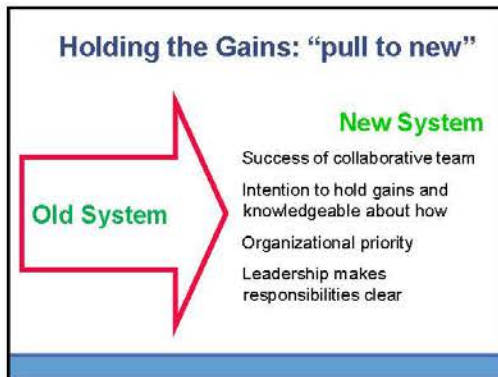 Holding the Gains: “pull to new”
New System
Success of collaborative team
Intention to hold gains and
knowledgeable about how
Old System
Organizational priority
Leadership makes
responsibilities clear